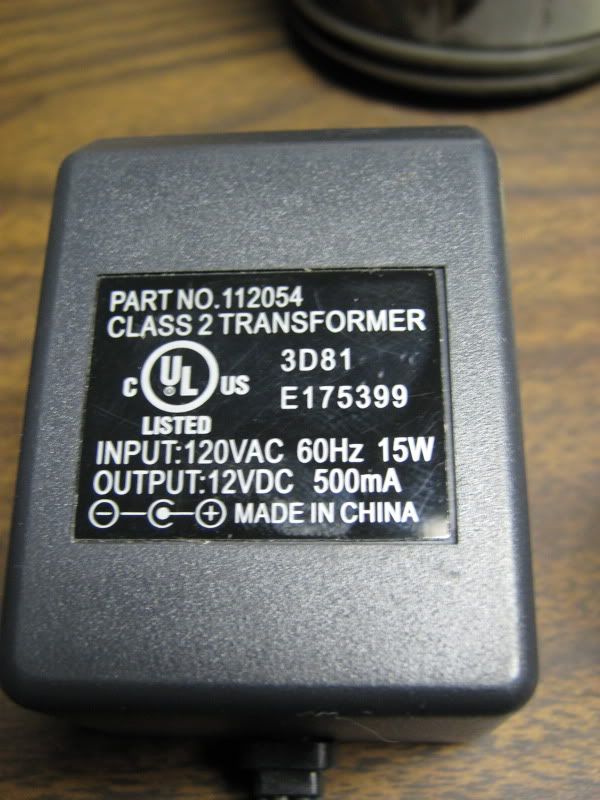 PART NO.112054
CLASS 2 TRANSFORMER
C UL ® US
LISTED
3D81
E175399
INPUT:120VAC 60Hz 15W
OUTPUT:12VDC 500mA
MADE IN CHINA